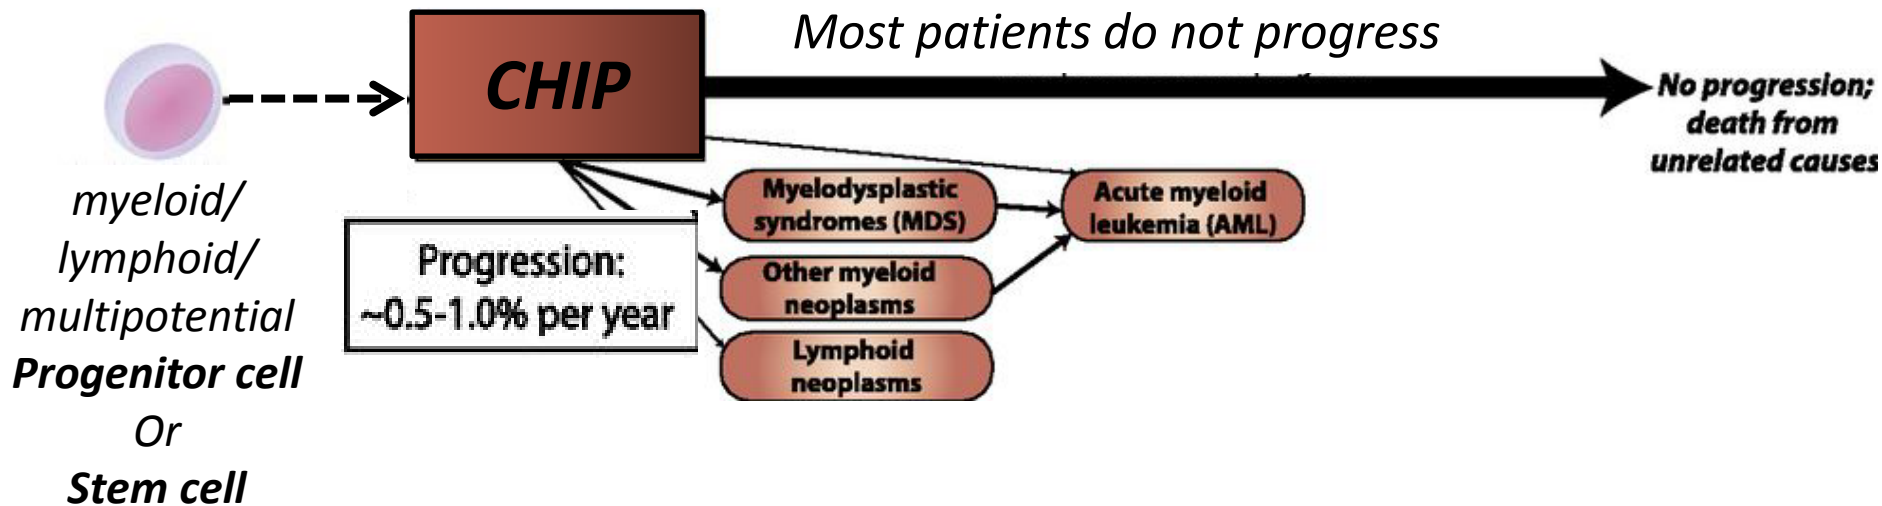 CHIP
Most patients do not progress
No progression;
death from
unrelated causes
myeloid/
lymphoid/
multipotential
Progenitor cell
Or
Stem cell
Progression:
~0.5-1.0% per year
Myelodysplastic
syndromes (MDS)
Acute myeloid
leukemia (AML)
Other myeloid
neoplasms
Lymphoid
neoplasms